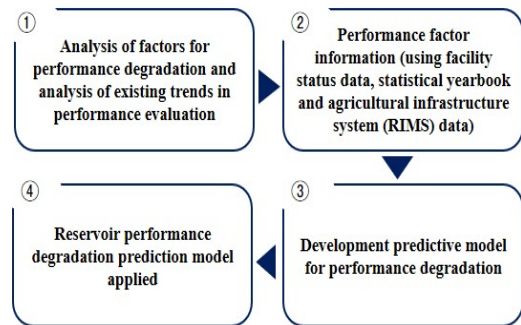 ①
Analysis of factors for
performance degradation and
analysis of existing trends in
performance evaluation
②
Performance factor
information (using facility
status data, statistical yearbook
and agricultural infrastructure
system (RIMS) data)
③
Development predictive model
for performance degradation
④
Reservoir performance
degradation prediction model
applied